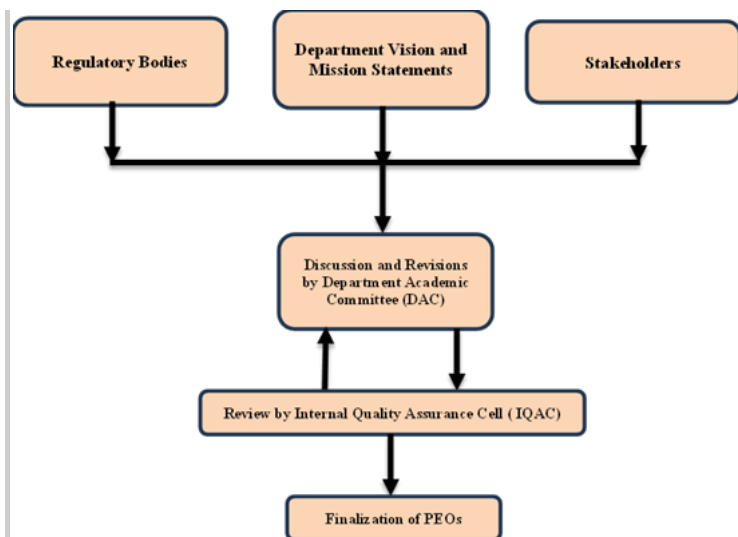 Regulatory Bodies
Department Vision and
Mission Statements
Stakeholders
Discussion and Revisions
by Department Academic
Committee (DAC)
Review by Internal Quality Assurance Cell ( IQAC)
Finalization of PEOs